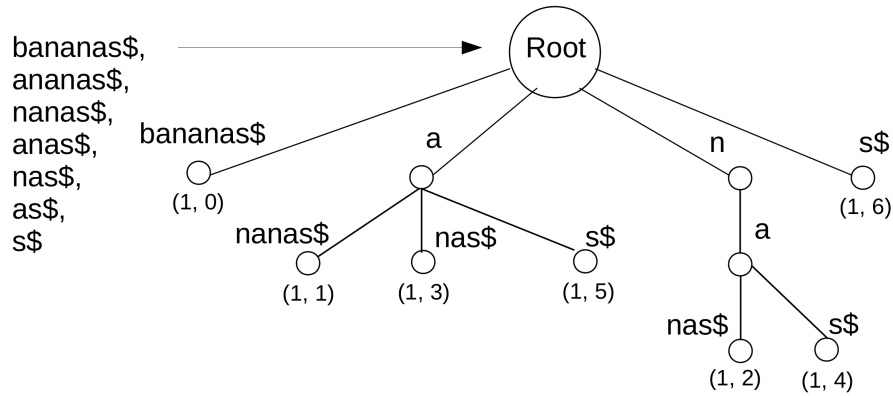 bananas$,
ananas$,
nanas$,
anas$,
nas$,
as$,
s$
Root
bananas$
a
n
s$
(1, 0)
(1, 6)
nanas$
nas$
s$
a
(1, 1)
(1, 3)
(1, 5)
nas$
s$
(1, 2)
(1, 4)